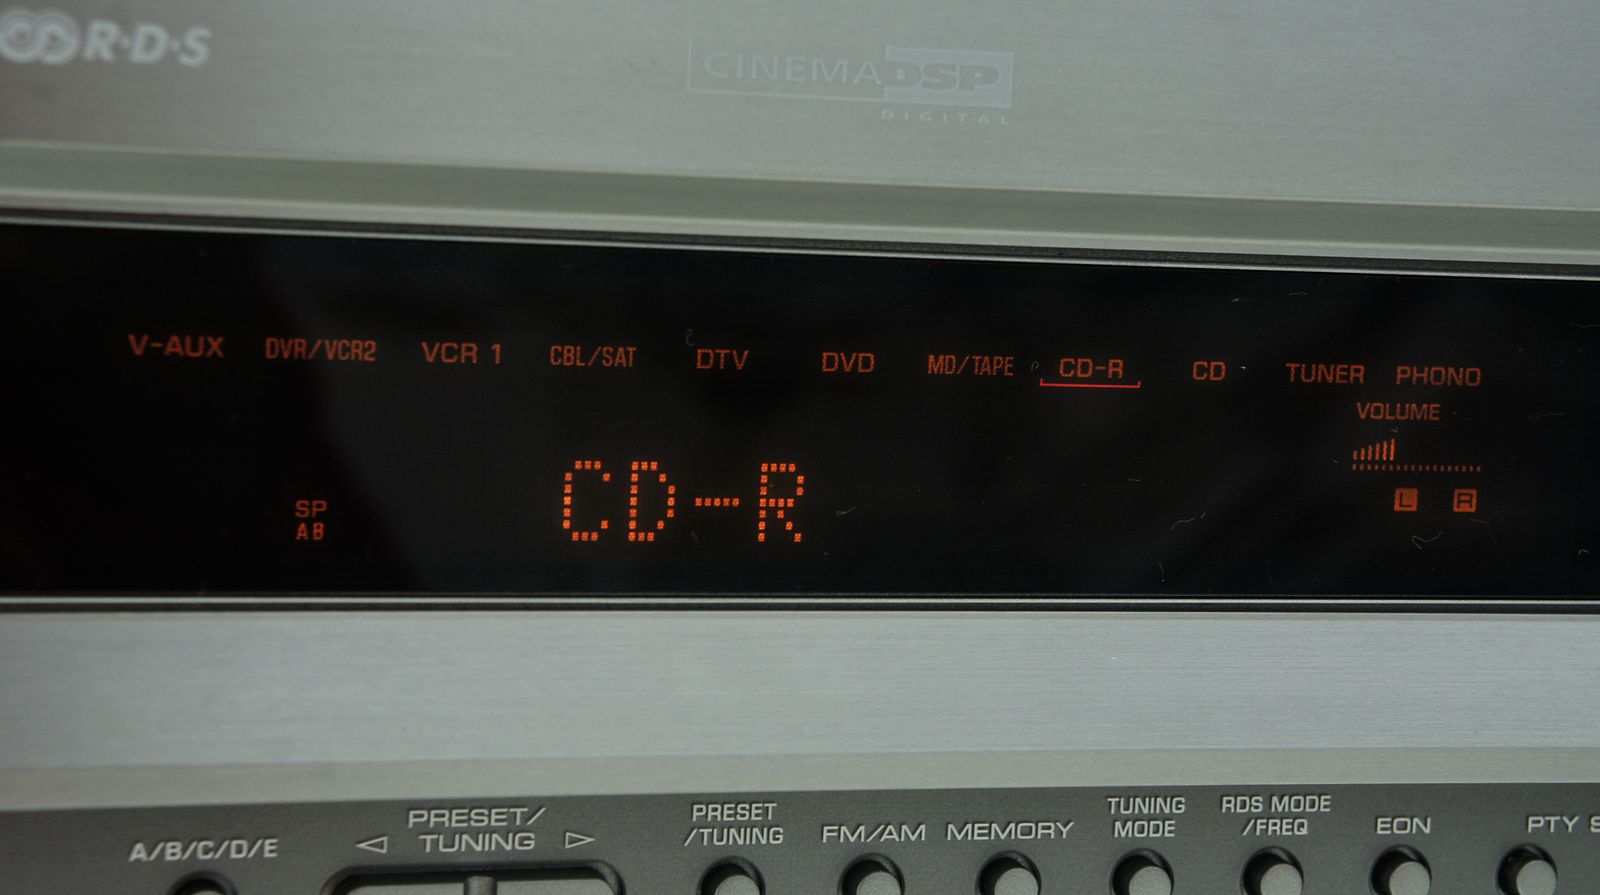 R·D·S
CINEMA DSP
DIGITAL
V-AUX DVR/VCR2 VCR 1 CBL/SAT DTV DVD MD/TAPE CD-R CD TUNER PHONO
VOLUME
SP
A B
CD-R
L R
A/B/C/D/E
PRESET/
TUNING
PRESET
/TUNING
FM/AM
MEMORY
TUNING
MODE
RDS MODE
/FREQ
EON
PTY S